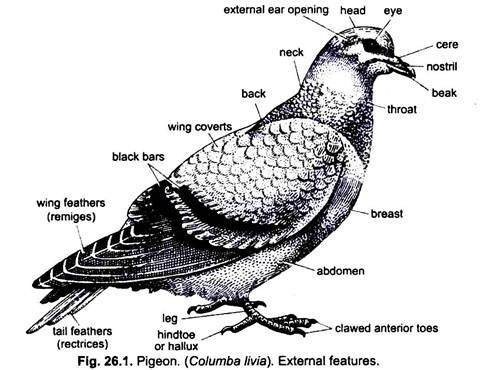 external ear opening
head
eye
cere
nostril
beak
neck
throat
back
wing coverts
black bars
wing feathers
(remiges)
breast
abdomen
tail feathers
(rectrices)
leg
hindtoe
or hallux
clawed anterior toes
Fig. 26.1. Pigeon. (Columba livia). External features.